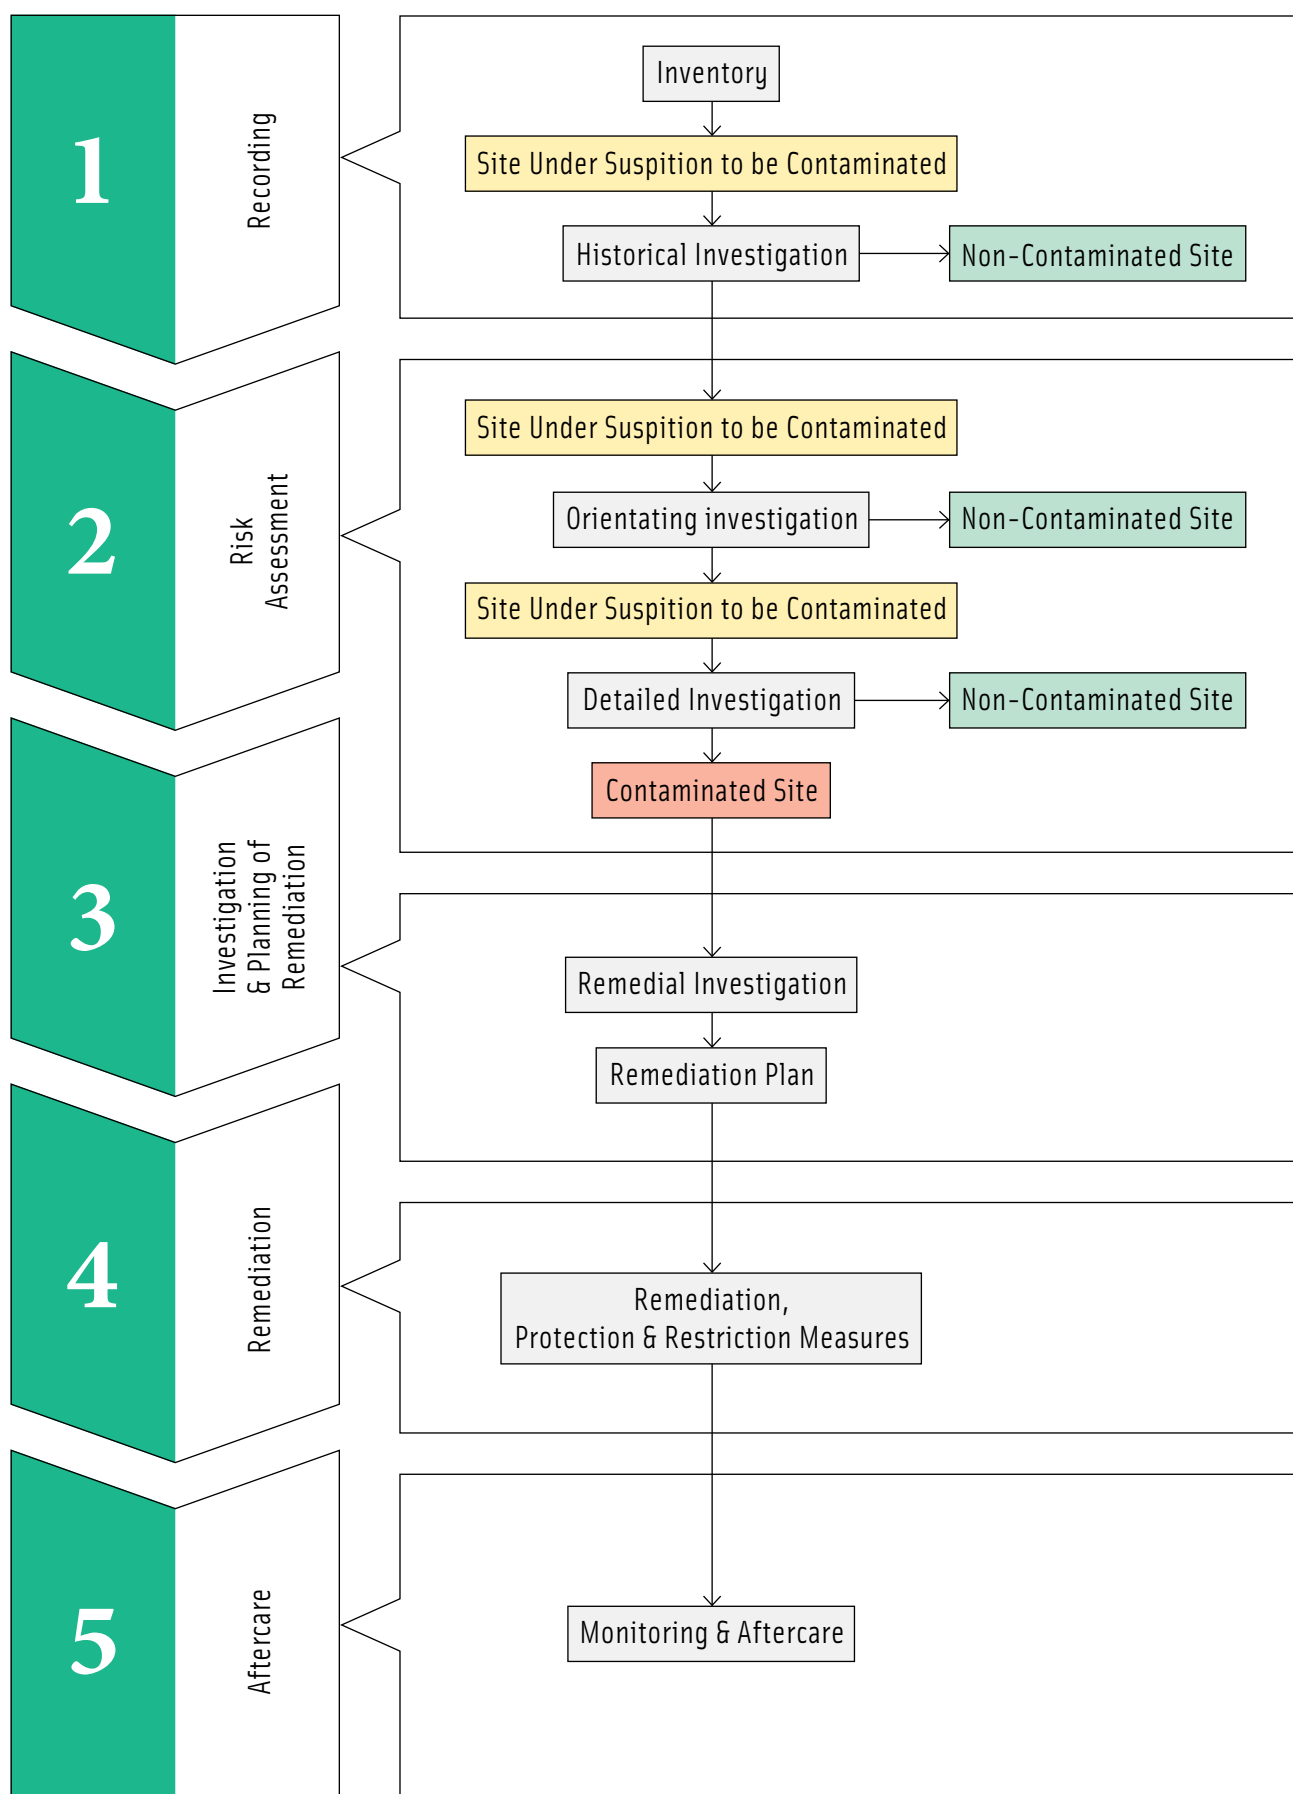 1
Recording
Inventory
Site Under Suspition to be Contaminated
Historical Investigation
Non-Contaminated Site
2
Risk
Assessment
Site Under Suspition to be Contaminated
Orientating investigation
Non-Contaminated Site
Site Under Suspition to be Contaminated
Detailed Investigation
Non-Contaminated Site
Contaminated Site
3
Investigation
& Planning of
Remediation
Remedial Investigation
Remediation Plan
4
Remediation
Remediation,
Protection & Restriction Measures
5
Aftercare
Monitoring & Aftercare